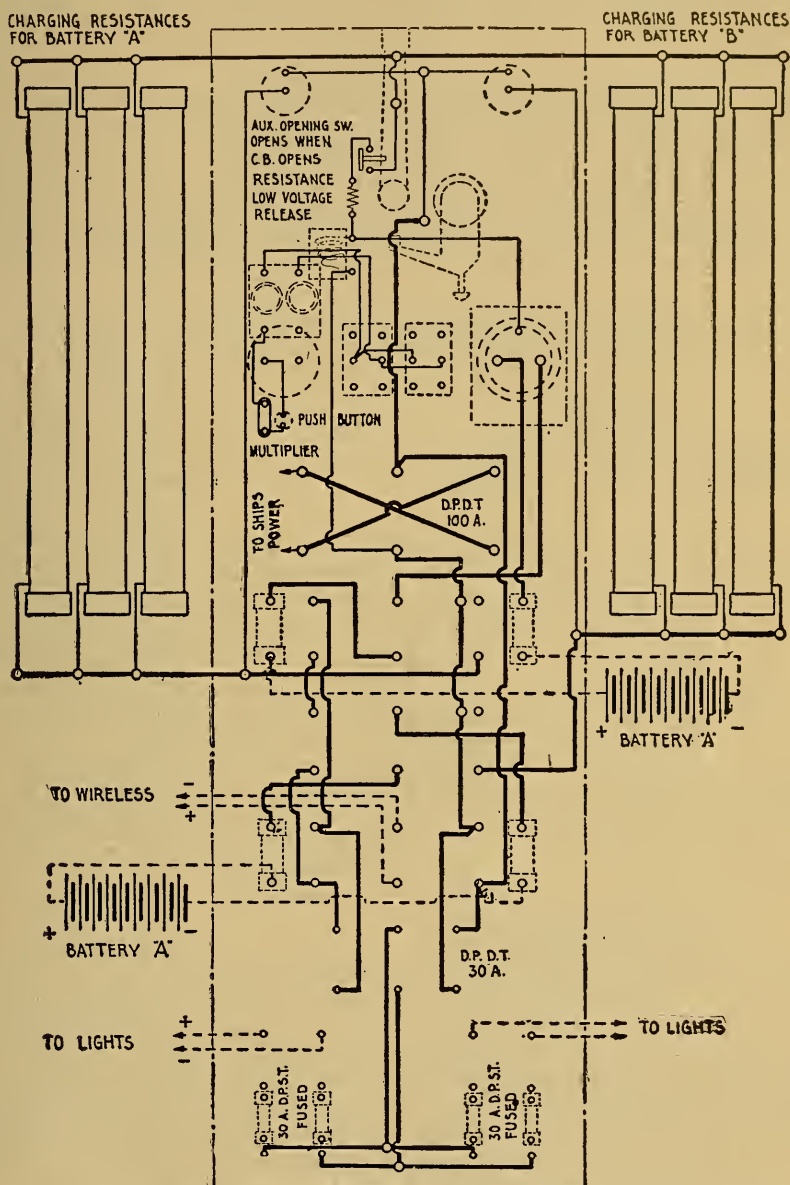 CHARGING RESISTANCES
FOR BATTERY "A"
CHARGING RESISTANCES
FOR BATTERY "B"
AUX. OPENING SW.
OPENS WHEN
C.B. OPENS
RESISTANCE
LOW VOLTAGE
RELEASE
PUSH BUTTON
MULTIPLIER
TO SHIPS
POWER
D.P.D.T
100 A.
+ -
BATTERY "A"
-
TO WIRELESS
+
+ -
BATTERY "A"
D.P. D.T.
30 A.
+
TO LIGHTS
-
TO LIGHTS
30 A. D.P.S.T.
FUSED
30 A. D.P.S.T.
FUSED